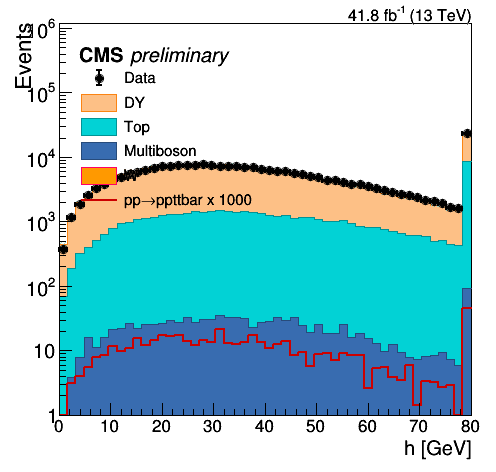 41.8 fb⁻¹ (13 TeV)
Events
CMS preliminary
Data
DY
Top
Multiboson
pp→ppttbar x 1000
10⁶
10⁵
10⁴
10³
10²
10
1
0 10 20 30 40 50 60 70 80
h [GeV]